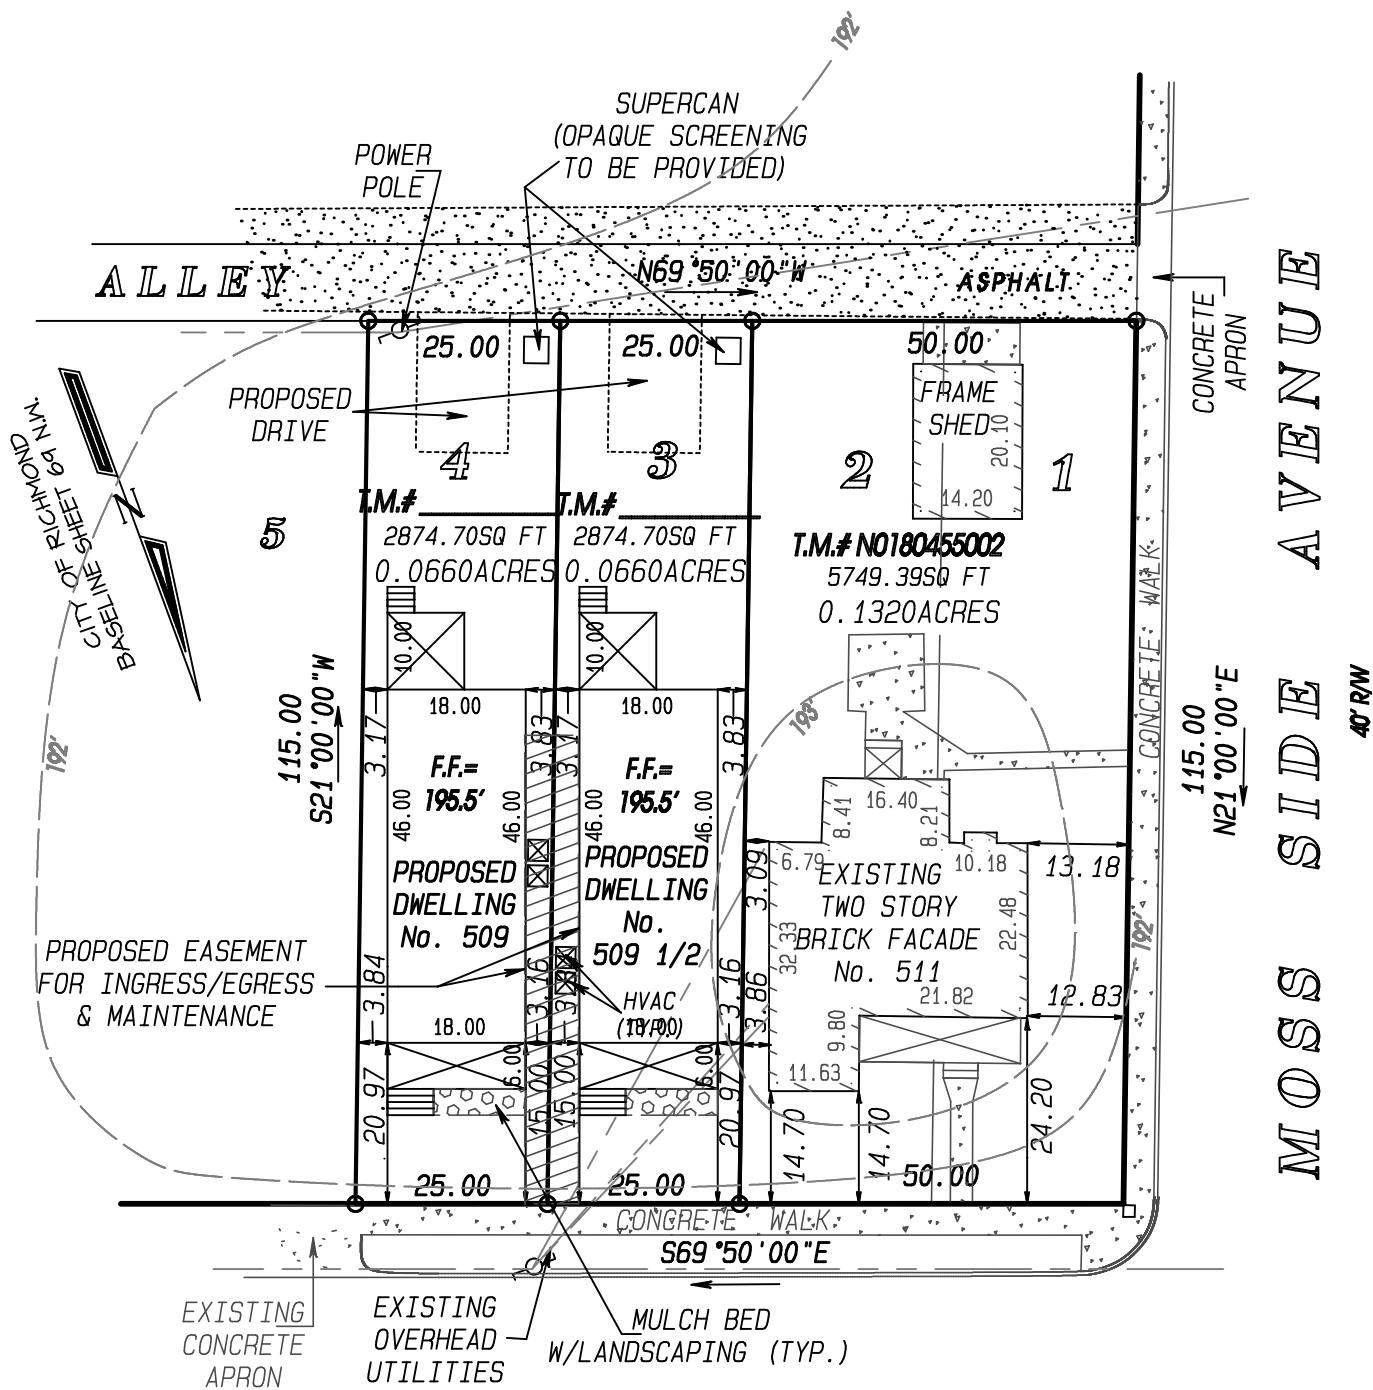 192'
SUPERCAN
(OPAQUE SCREENING
TO BE PROVIDED)
POWER
POLE
ALLEY
N69°50'00"W
ASPHALT
CONCRETE
APRON
MOSS SIDE AVENUE
40' R/W
25.00
25.00
50.00
PROPOSED
DRIVE
FRAME
SHED
20.10
14.20
CITY OF RICHMOND
BASELINE SHEET 69 N.W.
N
5
4
3
2
1
T.M.#
2874.70SQ FT
0.0660ACRES
T.M.#
2874.70SQ FT
0.0660ACRES
T.M.# N0180455002
5749.39SQ FT
0.1320ACRES
CONCRETE WALK
115.00
S21°00'00"W
115.00
N21°00'00"E
192'
193'
192'
10.00
10.00
18.00
18.00
3.17
3.83
3.17
3.83
F.F.=
195.5'
F.F.=
195.5'
46.00
46.00
46.00
46.00
PROPOSED
DWELLING
No. 509
PROPOSED
DWELLING
No.
509 1/2
8.41
16.40
8.21
6.79
10.18
13.18
3.09
32.33
22.48
EXISTING
TWO STORY
BRICK FACADE
No. 511
21.82
12.83
3.86
9.80
11.63
PROPOSED EASEMENT
FOR INGRESS/EGRESS
& MAINTENANCE
3.84
3.16
3.16
HVAC
(TYP.)
18.00
18.00
6.00
6.00
20.97
15.00
15.00
20.97
14.70
14.70
24.20
25.00
25.00
50.00
CONCRETE WALK
S69°50'00"E
EXISTING
CONCRETE
APRON
EXISTING
OVERHEAD
UTILITIES
MULCH BED
W/LANDSCAPING (TYP.)